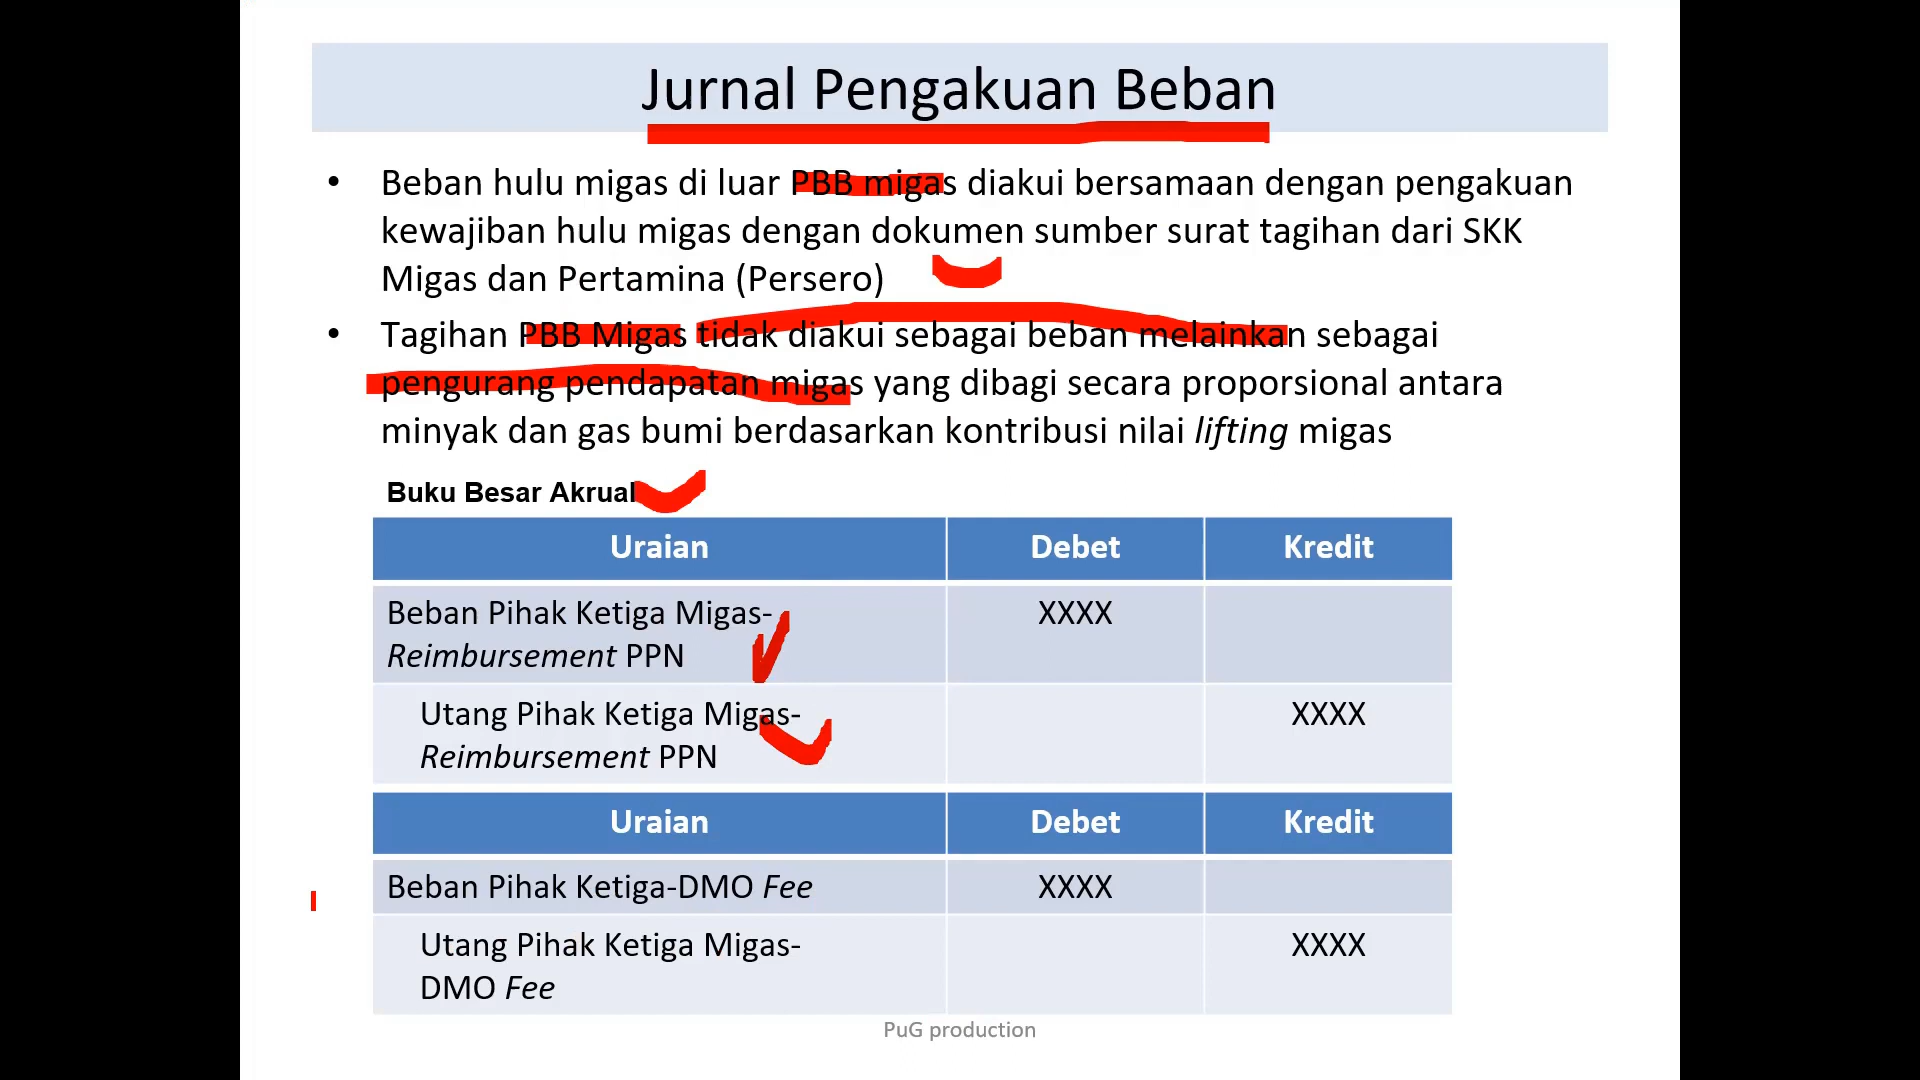 Jurnal Pengakuan Beban
• Beban hulu migas di luar PBB migas diakui bersamaan dengan pengakuan
kewajiban hulu migas dengan dokumen sumber surat tagihan dari SKK
Migas dan Pertamina (Persero)
• Tagihan PBB Migas tidak diakui sebagai beban melainkan sebagai
pengurang pendapatan migas yang dibagi secara proporsional antara
minyak dan gas bumi berdasarkan kontribusi nilai lifting migas
Buku Besar Akrual
Uraian Debet Kredit
Beban Pihak Ketiga Migas- XXXX
Reimbursement PPN
Utang Pihak Ketiga Migas- XXXX
Reimbursement PPN
Uraian Debet Kredit
Beban Pihak Ketiga-DMO Fee XXXX
Utang Pihak Ketiga Migas- XXXX
DMO Fee
PuG production